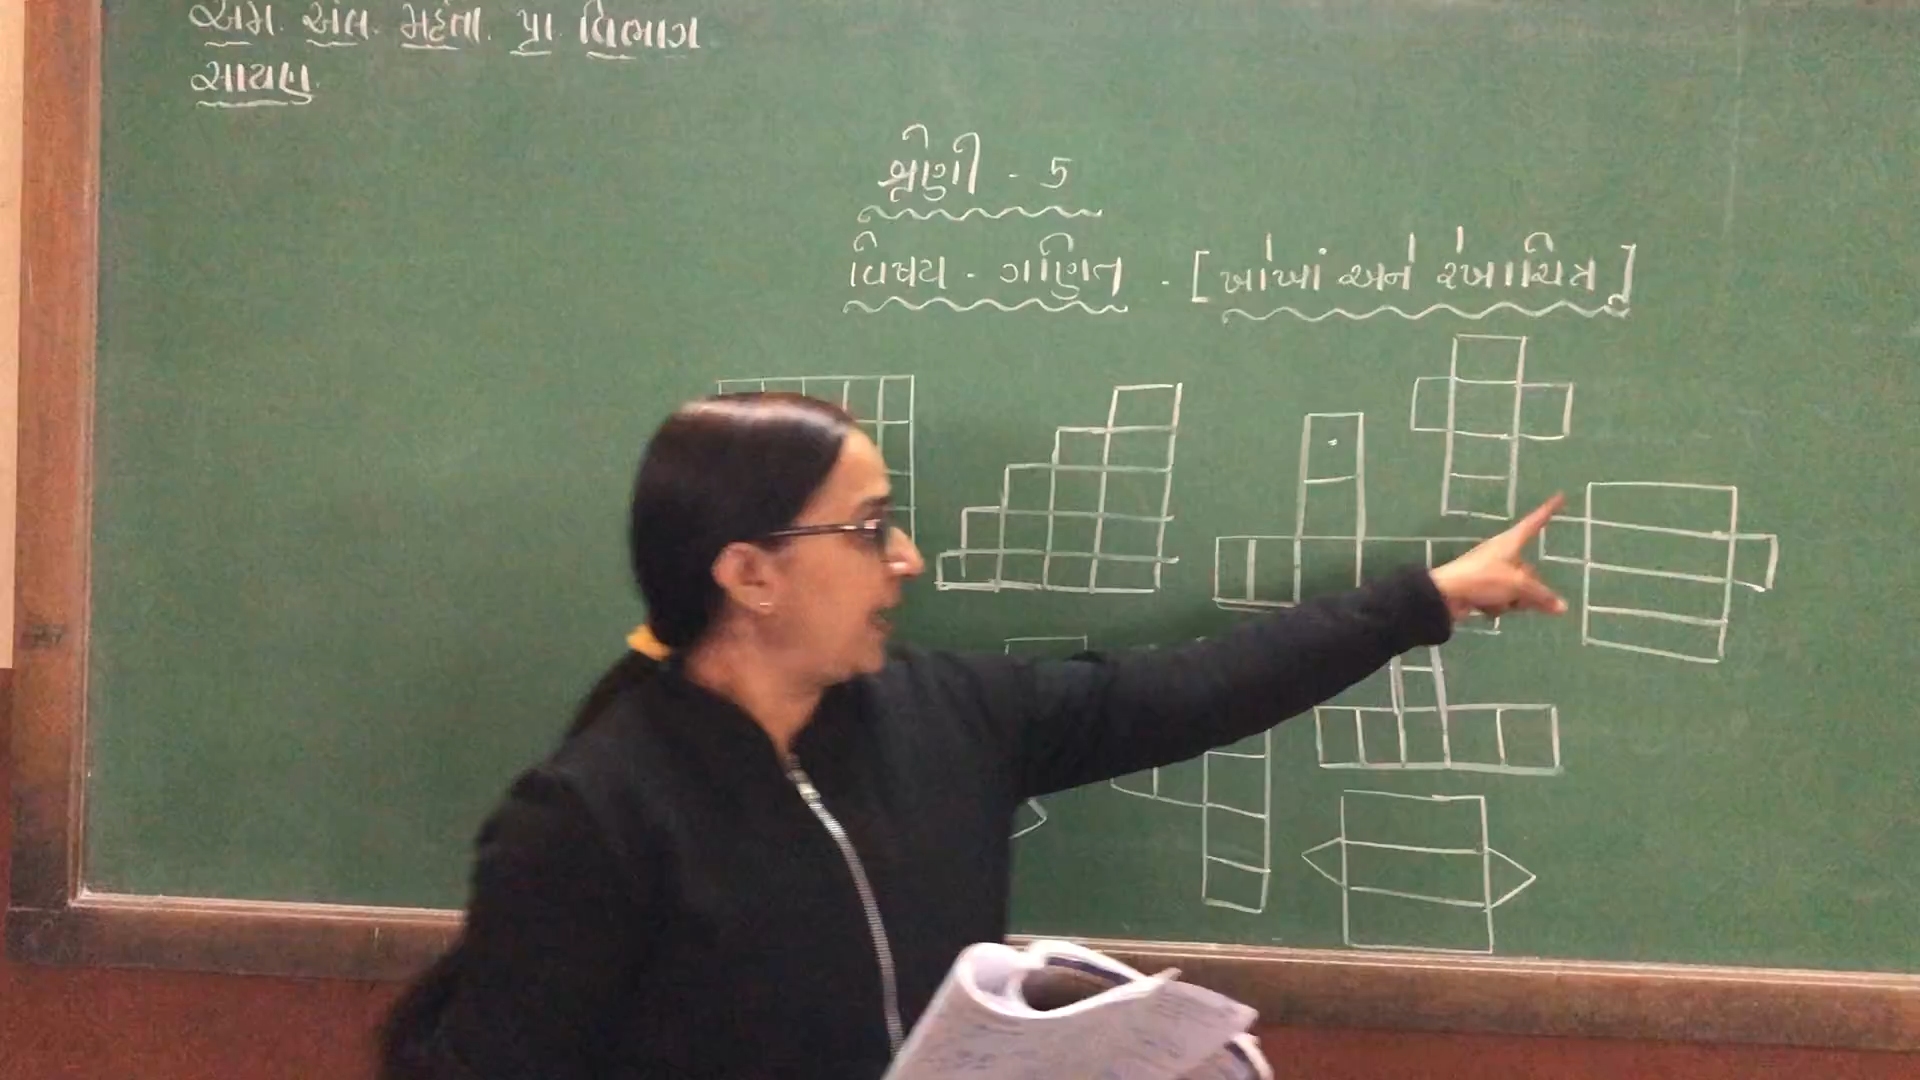 એમ. એલ. મહેતા. પ્રા. વિભાગ
સાયણ.
શ્રેણી - 5
વિષય - ગણિત - [ખોખાં અને રેખાચિત્ર]